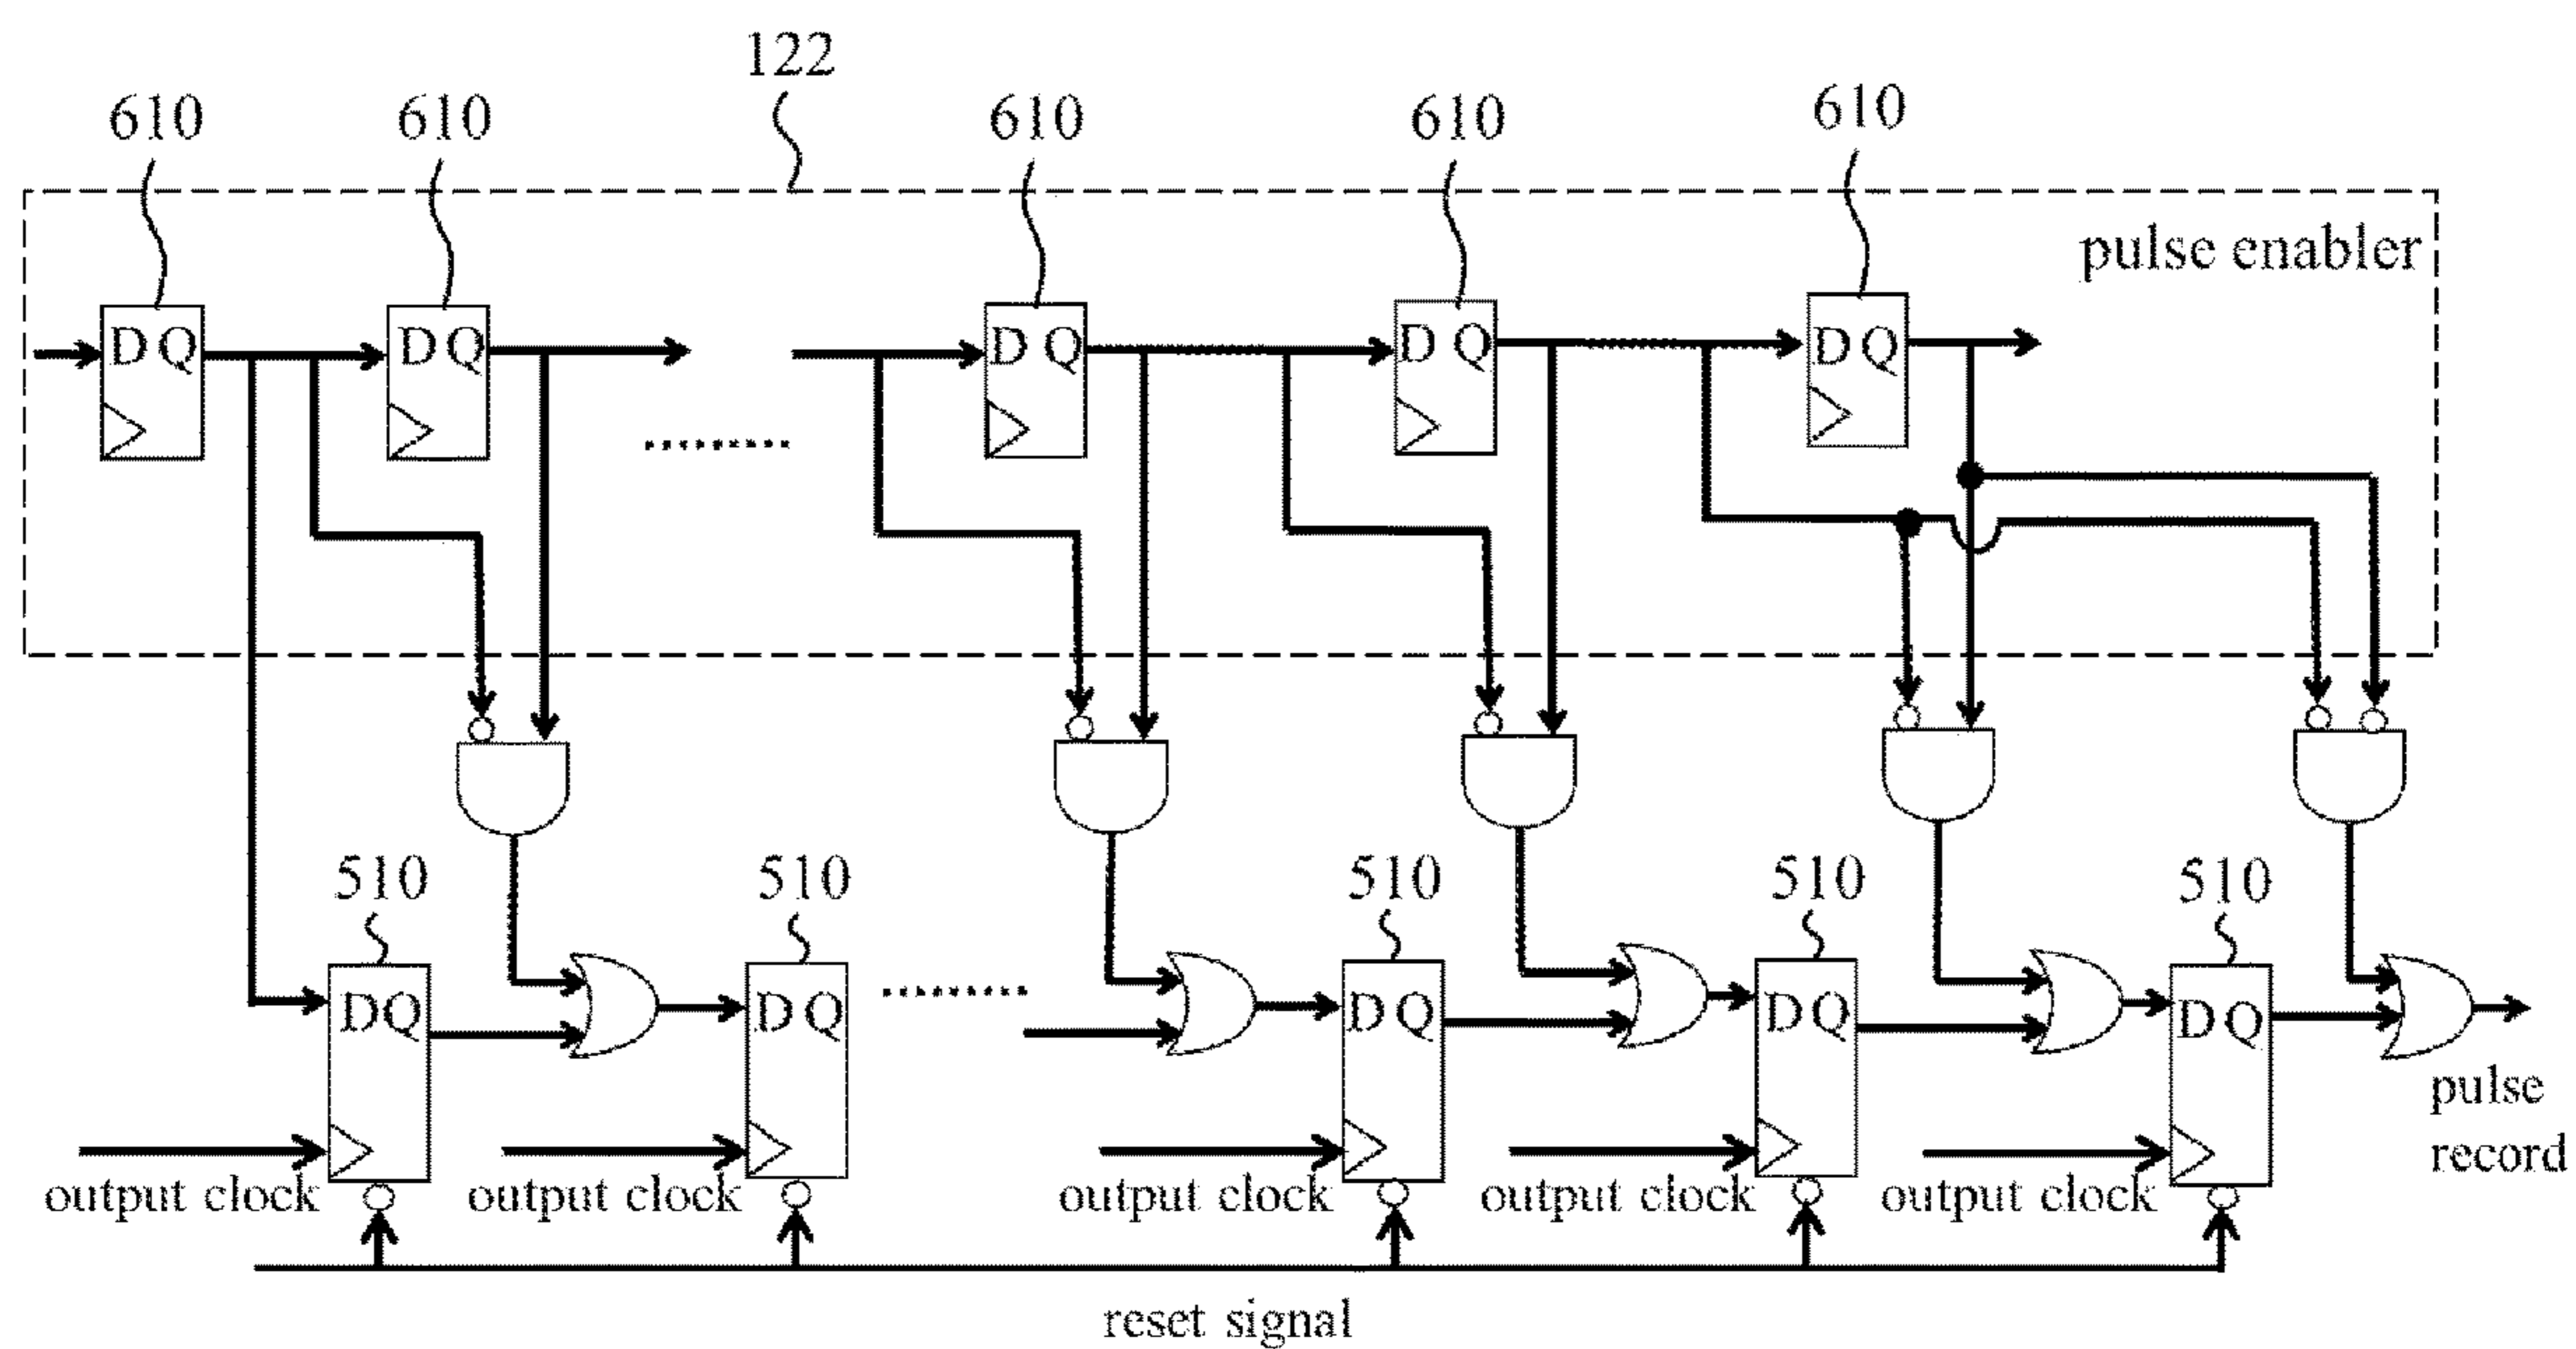 122
610 610 610 610 610
pulse enabler
D Q D Q D Q D Q D Q
510 510 510 510 510
D Q D Q D Q D Q D Q
pulse
record
output clock output clock output clock output clock output clock
reset signal